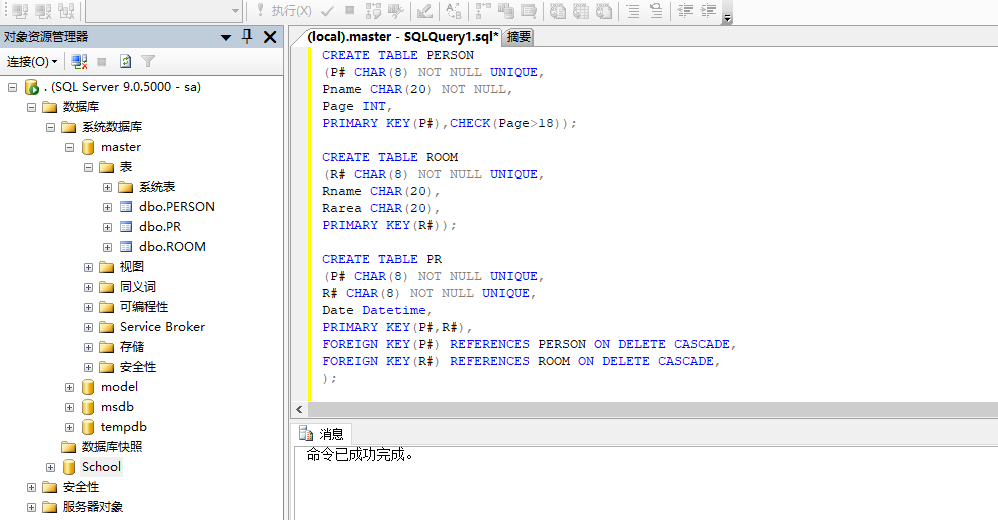 执行(X)
对象资源管理器
(local).master - SQLQuery1.sql* 摘要
连接(O)
. (SQL Server 9.0.5000 - sa)
数据库
系统数据库
master
表
系统表
dbo.PERSON
dbo.PR
dbo.ROOM
视图
同义词
可编程性
Service Broker
存储
安全性
model
msdb
tempdb
数据库快照
School
安全性
服务器对象
CREATE TABLE PERSON
(P# CHAR(8) NOT NULL UNIQUE,
Pname CHAR(20) NOT NULL,
Page INT,
PRIMARY KEY(P#),CHECK(Page>18));
CREATE TABLE ROOM
(R# CHAR(8) NOT NULL UNIQUE,
Rname CHAR(20),
Rarea CHAR(20),
PRIMARY KEY(R#));
CREATE TABLE PR
(P# CHAR(8) NOT NULL UNIQUE,
R# CHAR(8) NOT NULL UNIQUE,
Date Datetime,
PRIMARY KEY(P#,R#),
FOREIGN KEY(P#) REFERENCES PERSON ON DELETE CASCADE,
FOREIGN KEY(R#) REFERENCES ROOM ON DELETE CASCADE,
);
消息
命令已成功完成。